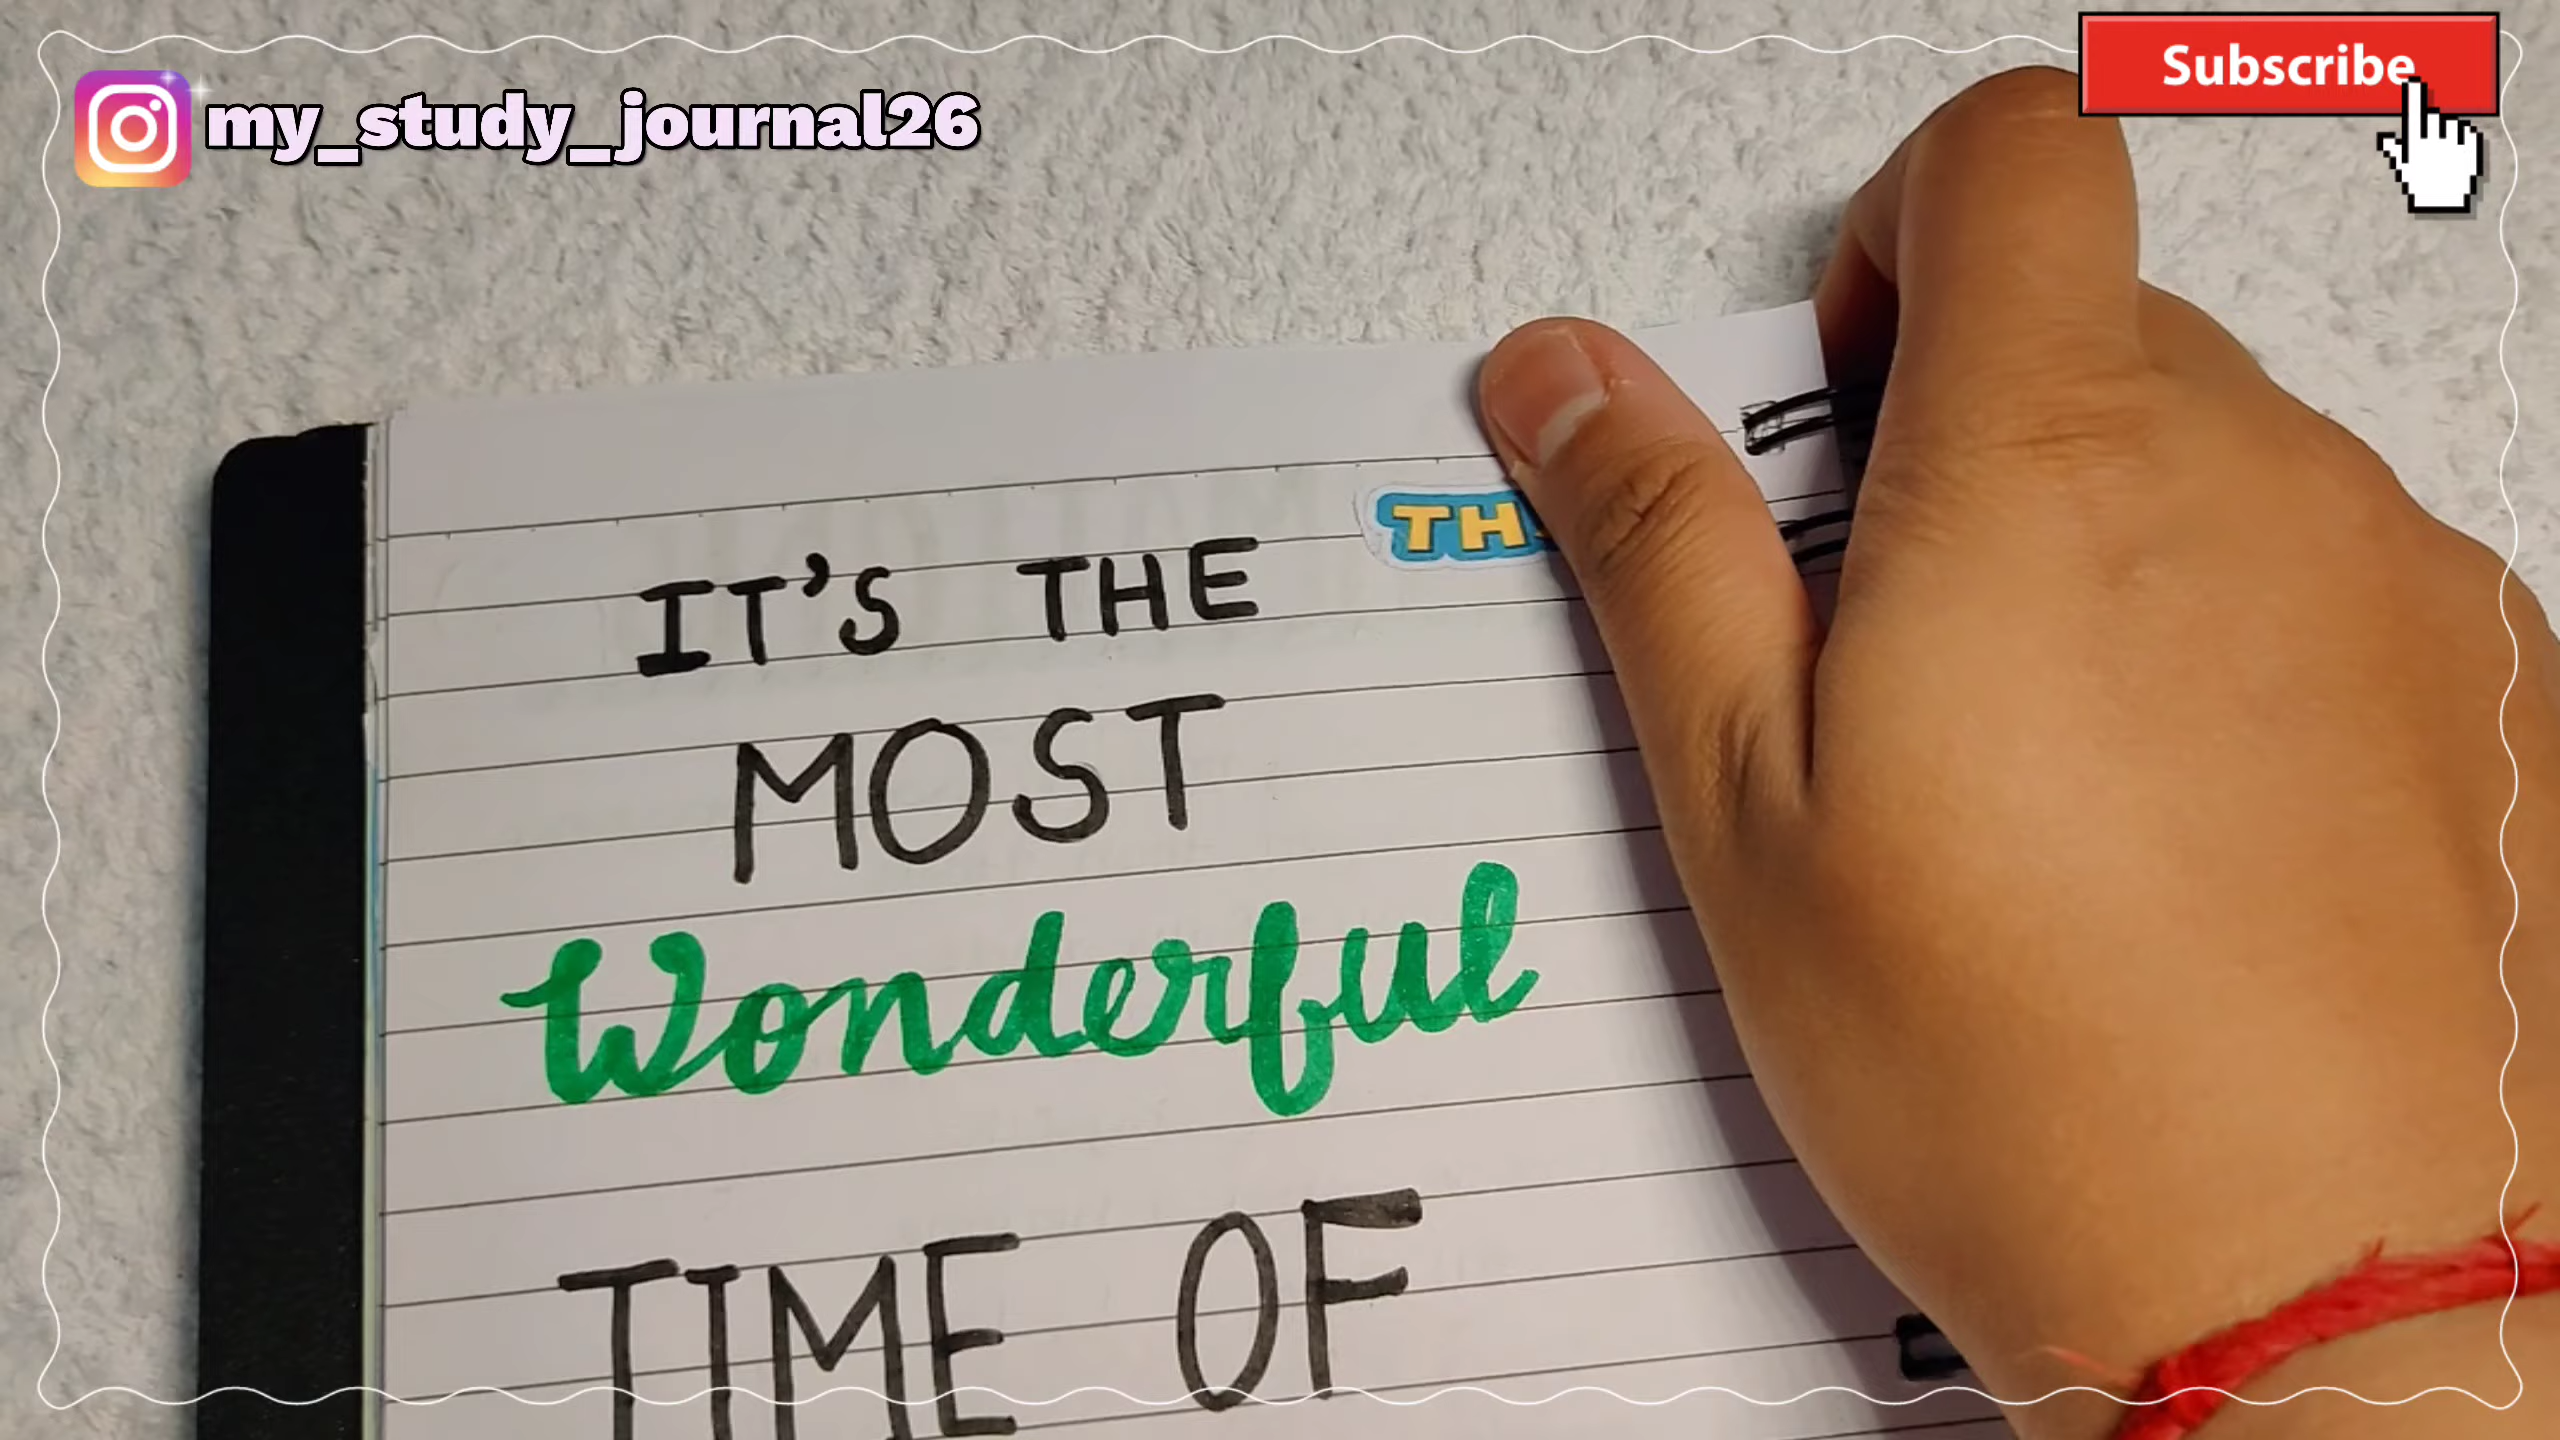 my_study_journal26
Subscribe
IT'S THE
MOST
Wonderful
TIME OF